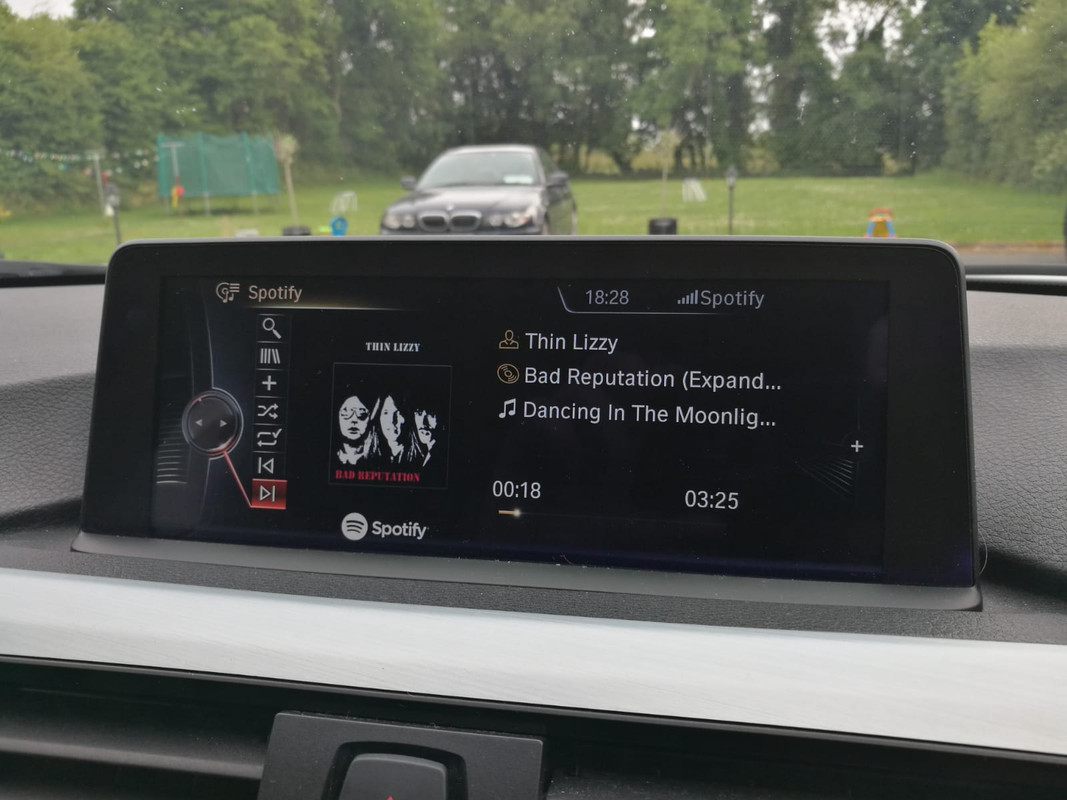 Spotify
18:28
Spotify
THIN LIZZY
BAD REPUTATION
Spotify
Thin Lizzy
Bad Reputation (Expand...
Dancing In The Moonlig...
00:18
03:25